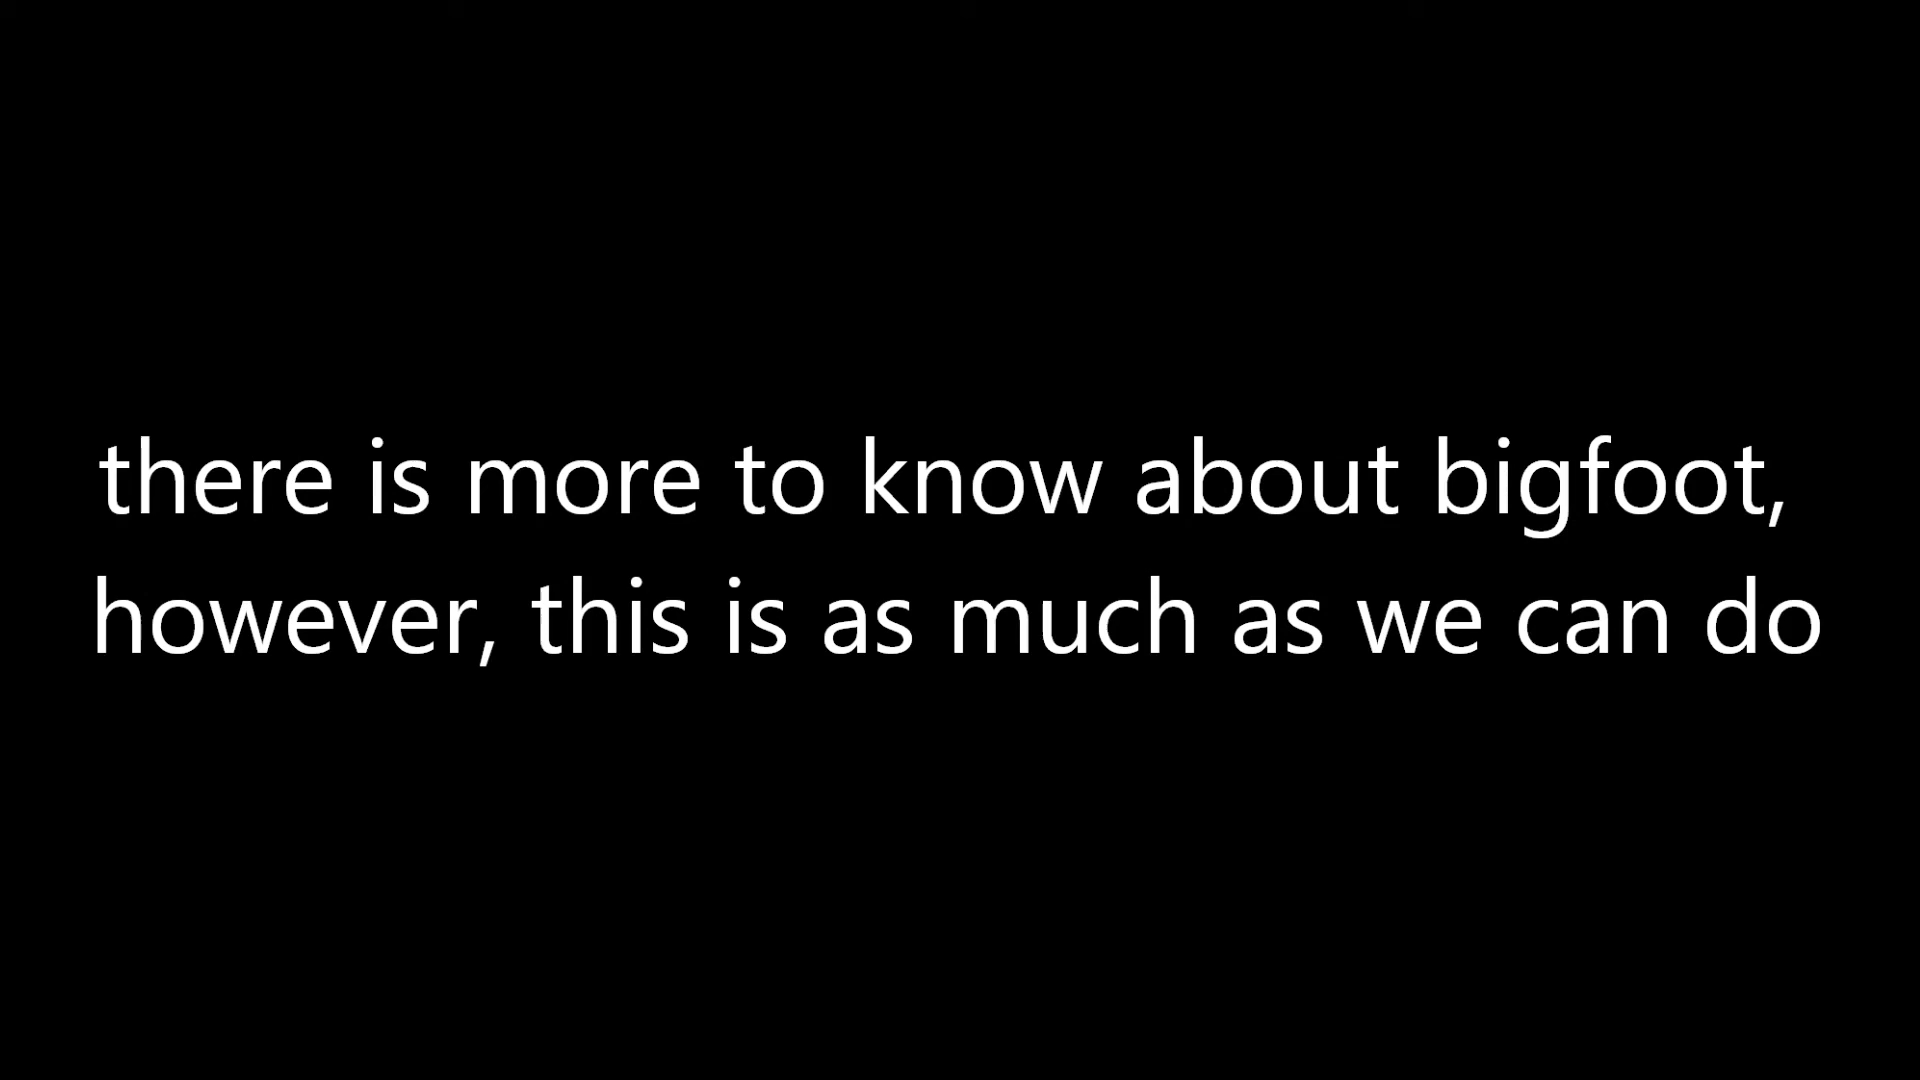 there is more to know about bigfoot,
however, this is as much as we can do